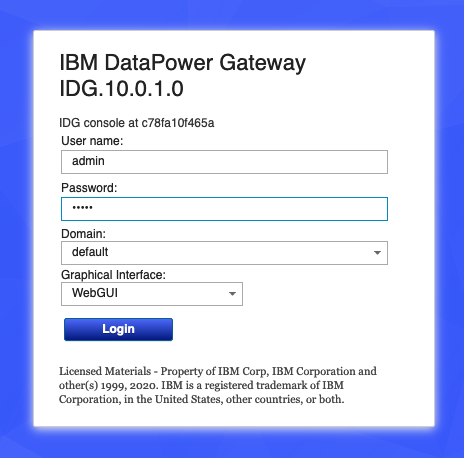 IBM DataPower Gateway
IDG.10.0.1.0
IDG console at c78fa10f465a
User name:
admin
Password:
•••••
Domain:
default
Graphical Interface:
WebGUI
Login
Licensed Materials - Property of IBM Corp, IBM Corporation and
other(s) 1999, 2020. IBM is a registered trademark of IBM
Corporation, in the United States, other countries, or both.